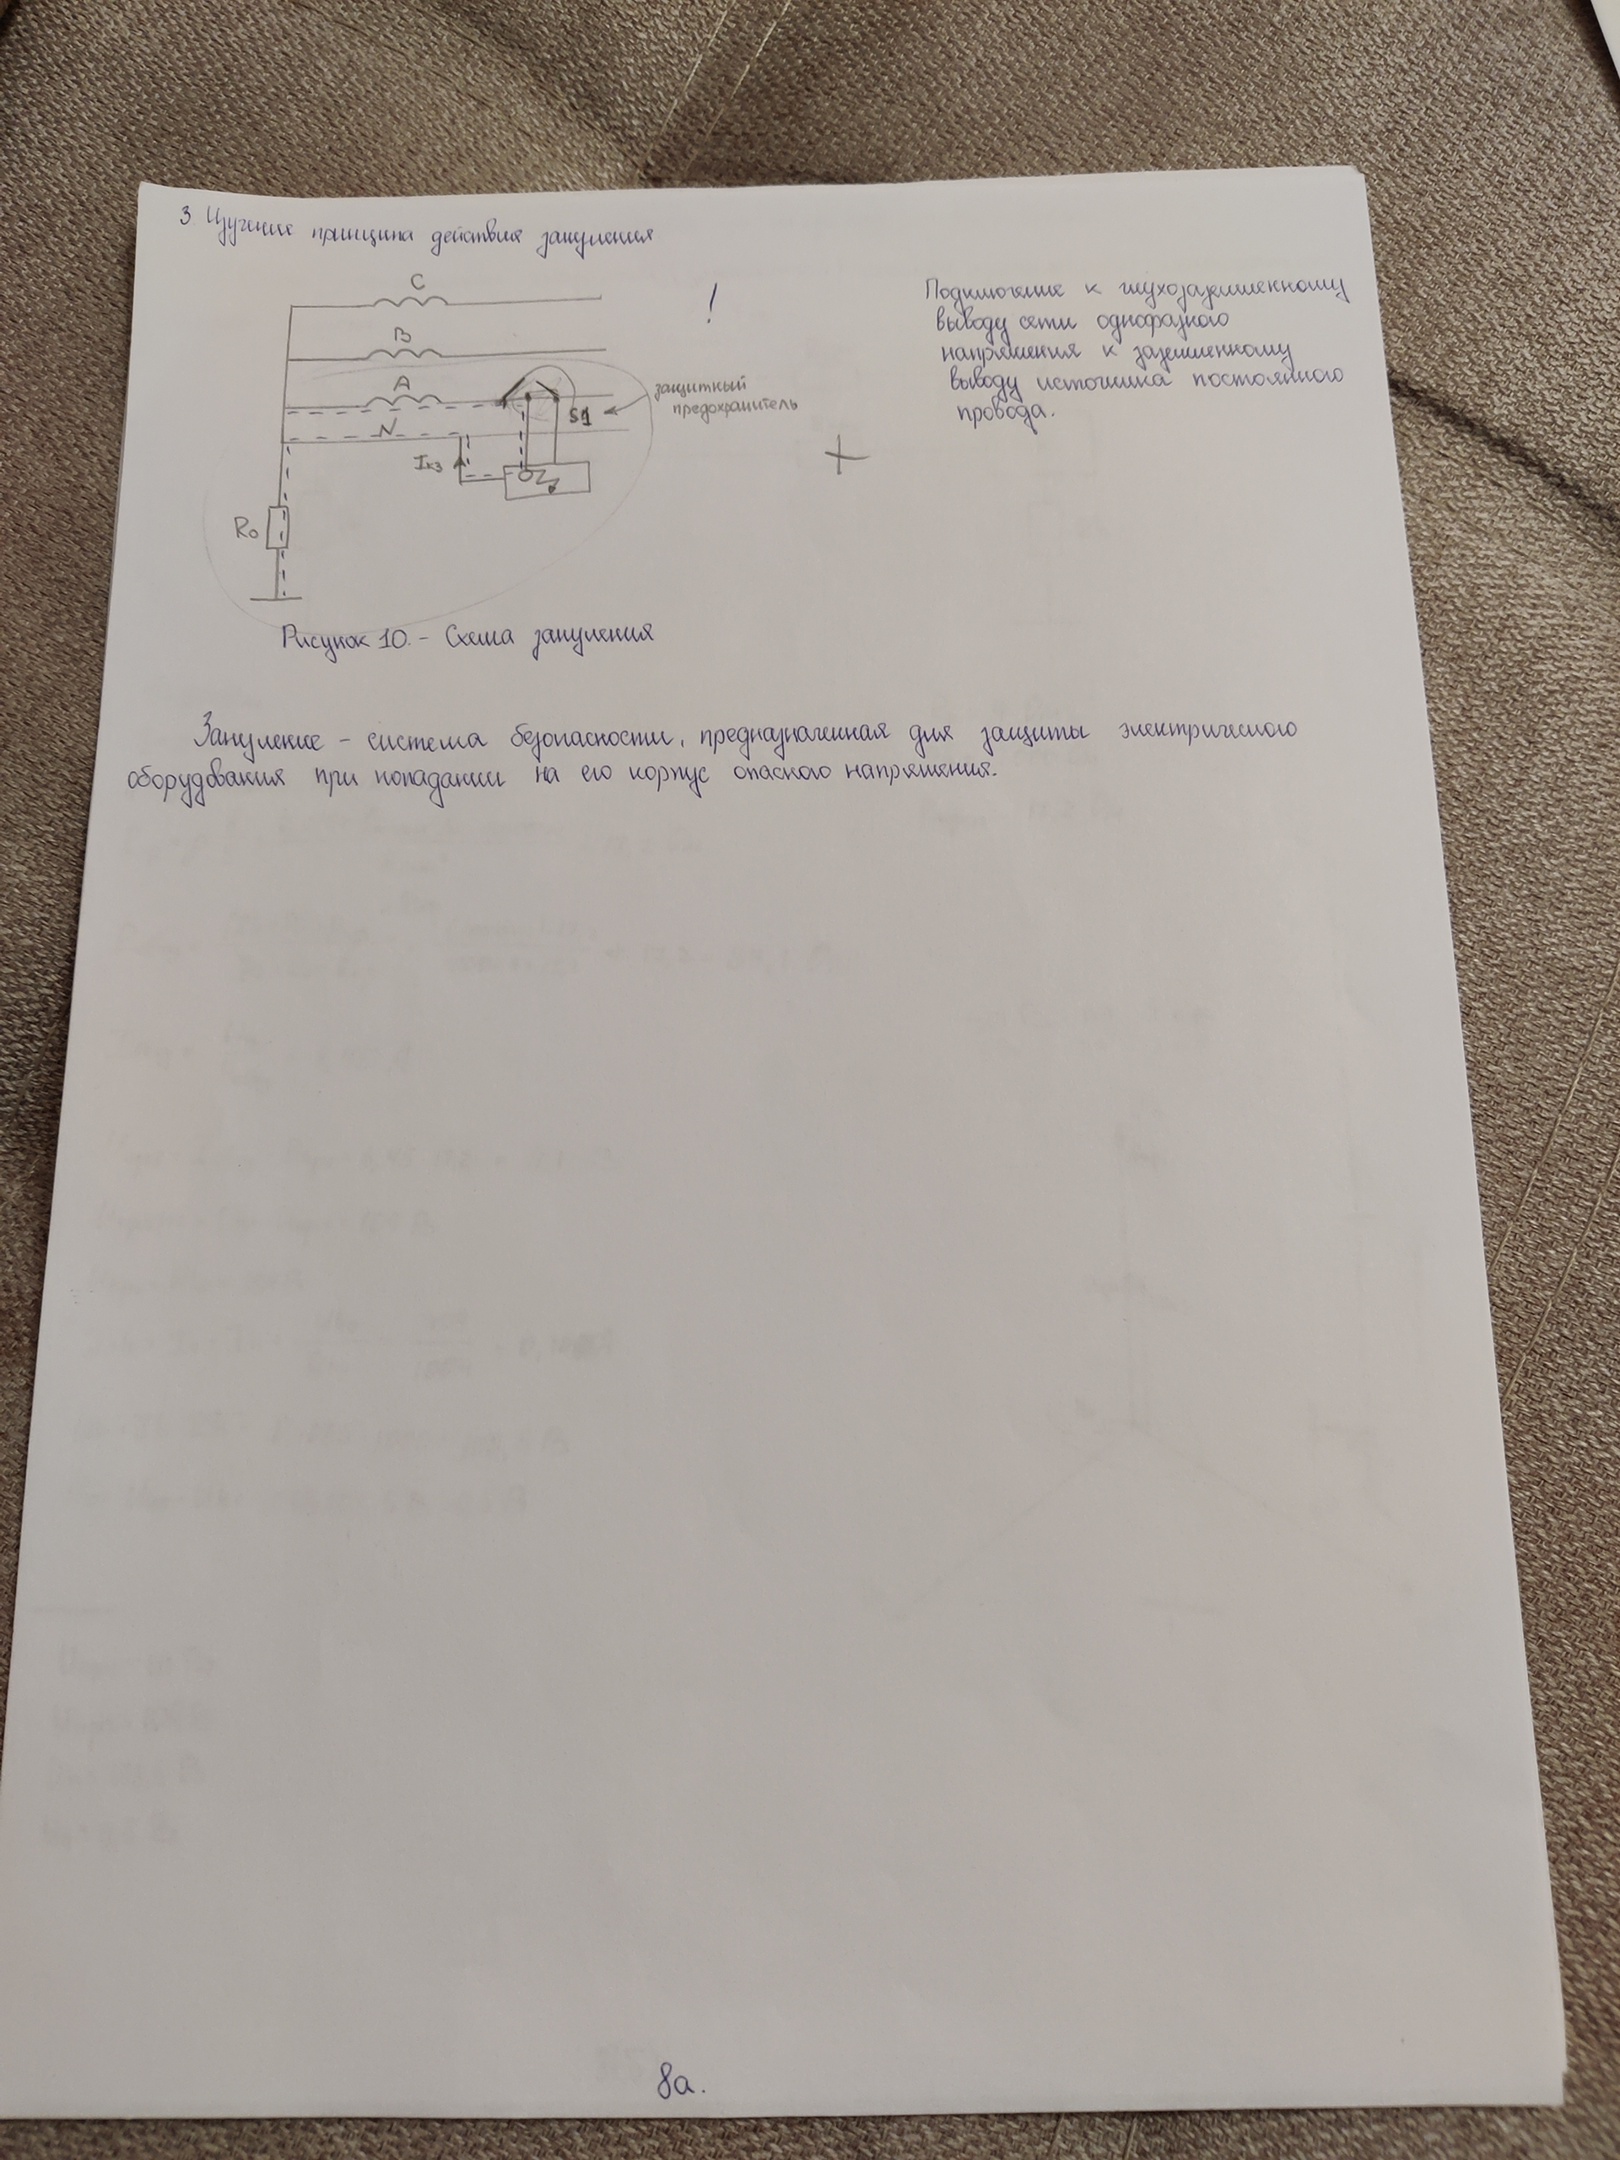 3 Изучение принципа действия зануления
C
B
A
N
Iкз
R₀
S1
!
защитный
предохранитель
+
Подключение к глухозаземленному
выводу сети однофазного
напряжения к заземленному
выводу источника постоянного
провода.
Рисунок 10. - Схема зануления
Зануление - система безопасности, предназначенная для защиты электрического
оборудования при попадании на его корпус опасного напряжения.
8а.